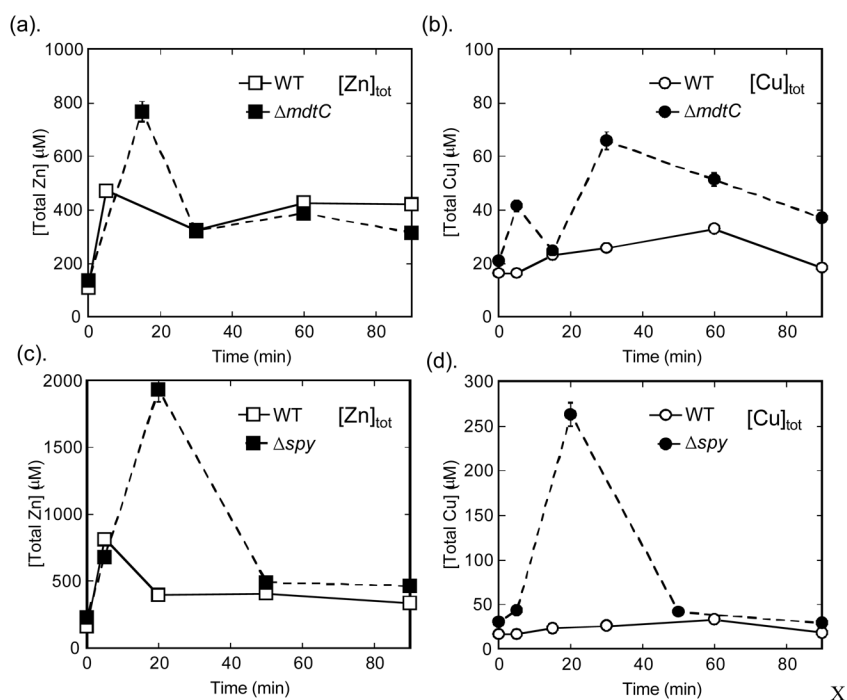 (a).
1000
800
600
400
200
0
[Total Zn] (μM)
WT [Zn]tot
ΔmdtC
0 20 40 60 80
Time (min)
(b).
100
80
60
40
20
0
[Total Cu] (μM)
WT [Cu]tot
ΔmdtC
0 20 40 60 80
Time (min)
(c).
2000
1500
1000
500
0
[Total Zn] (μM)
WT [Zn]tot
Δspy
0 20 40 60 80
Time (min)
(d).
300
250
200
150
100
50
0
[Total Cu] (μM)
WT [Cu]tot
Δspy
0 20 40 60 80
Time (min)
X